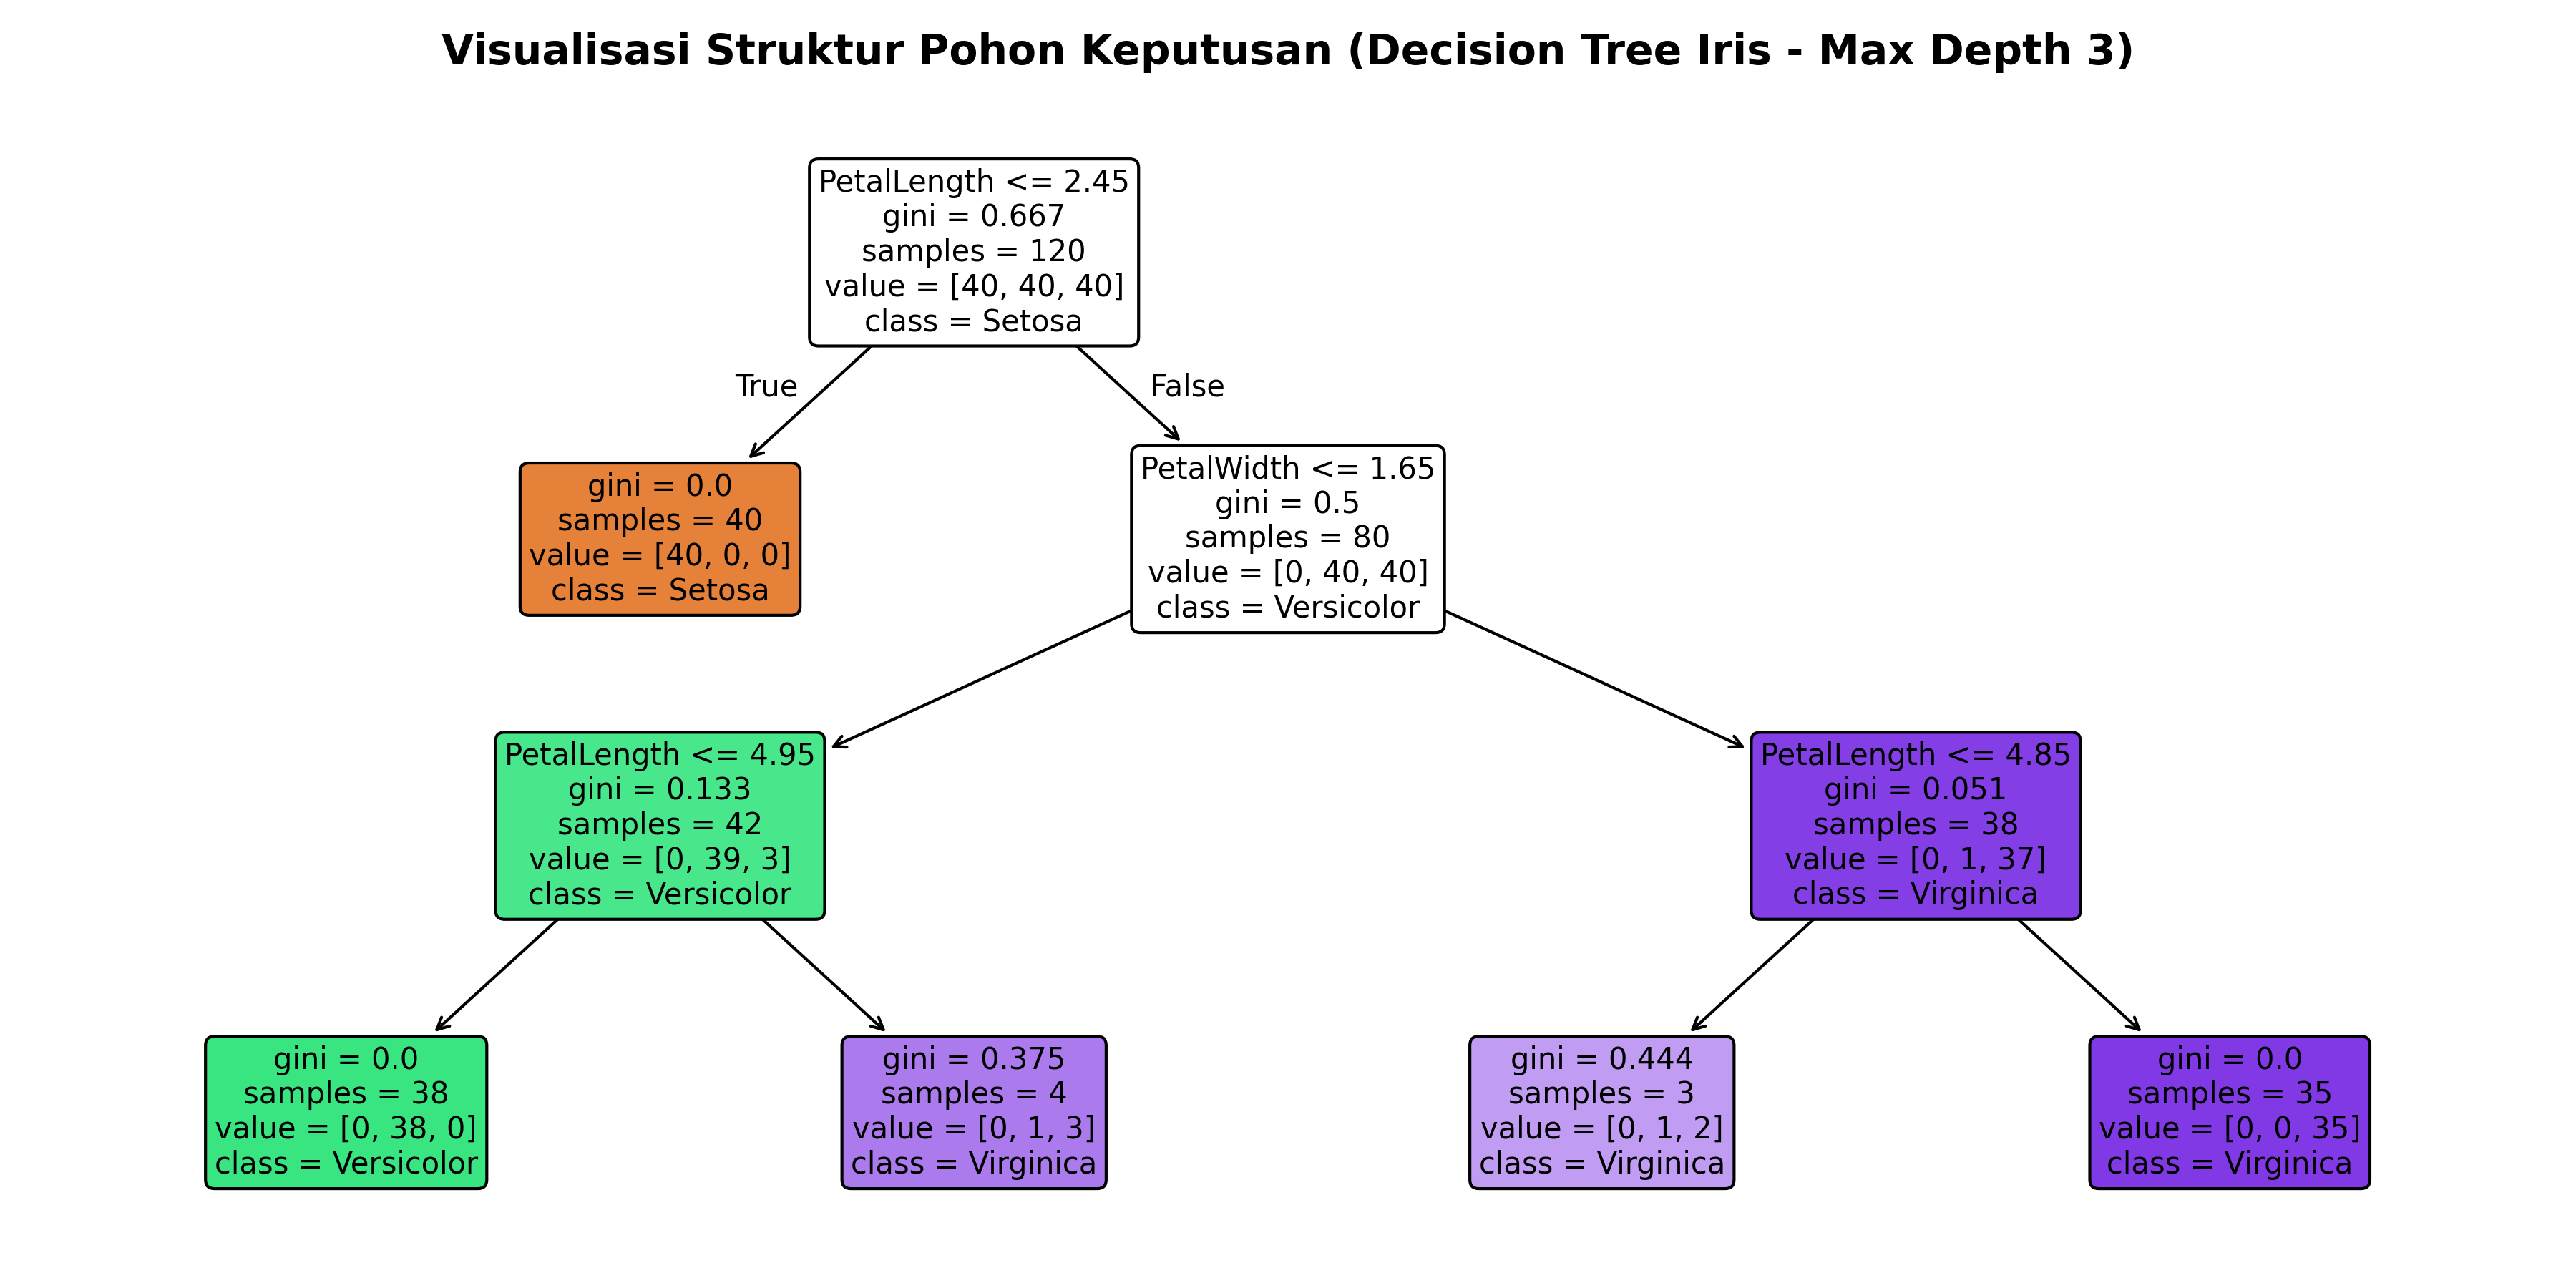 Visualisasi Struktur Pohon Keputusan (Decision Tree Iris - Max Depth 3)
PetalLength <= 2.45
gini = 0.667
samples = 120
value = [40, 40, 40]
class = Setosa
True
False
gini = 0.0
samples = 40
value = [40, 0, 0]
class = Setosa
PetalWidth <= 1.65
gini = 0.5
samples = 80
value = [0, 40, 40]
class = Versicolor
PetalLength <= 4.95
gini = 0.133
samples = 42
value = [0, 39, 3]
class = Versicolor
PetalLength <= 4.85
gini = 0.051
samples = 38
value = [0, 1, 37]
class = Virginica
gini = 0.0
samples = 38
value = [0, 38, 0]
class = Versicolor
gini = 0.375
samples = 4
value = [0, 1, 3]
class = Virginica
gini = 0.444
samples = 3
value = [0, 1, 2]
class = Virginica
gini = 0.0
samples = 35
value = [0, 0, 35]
class = Virginica